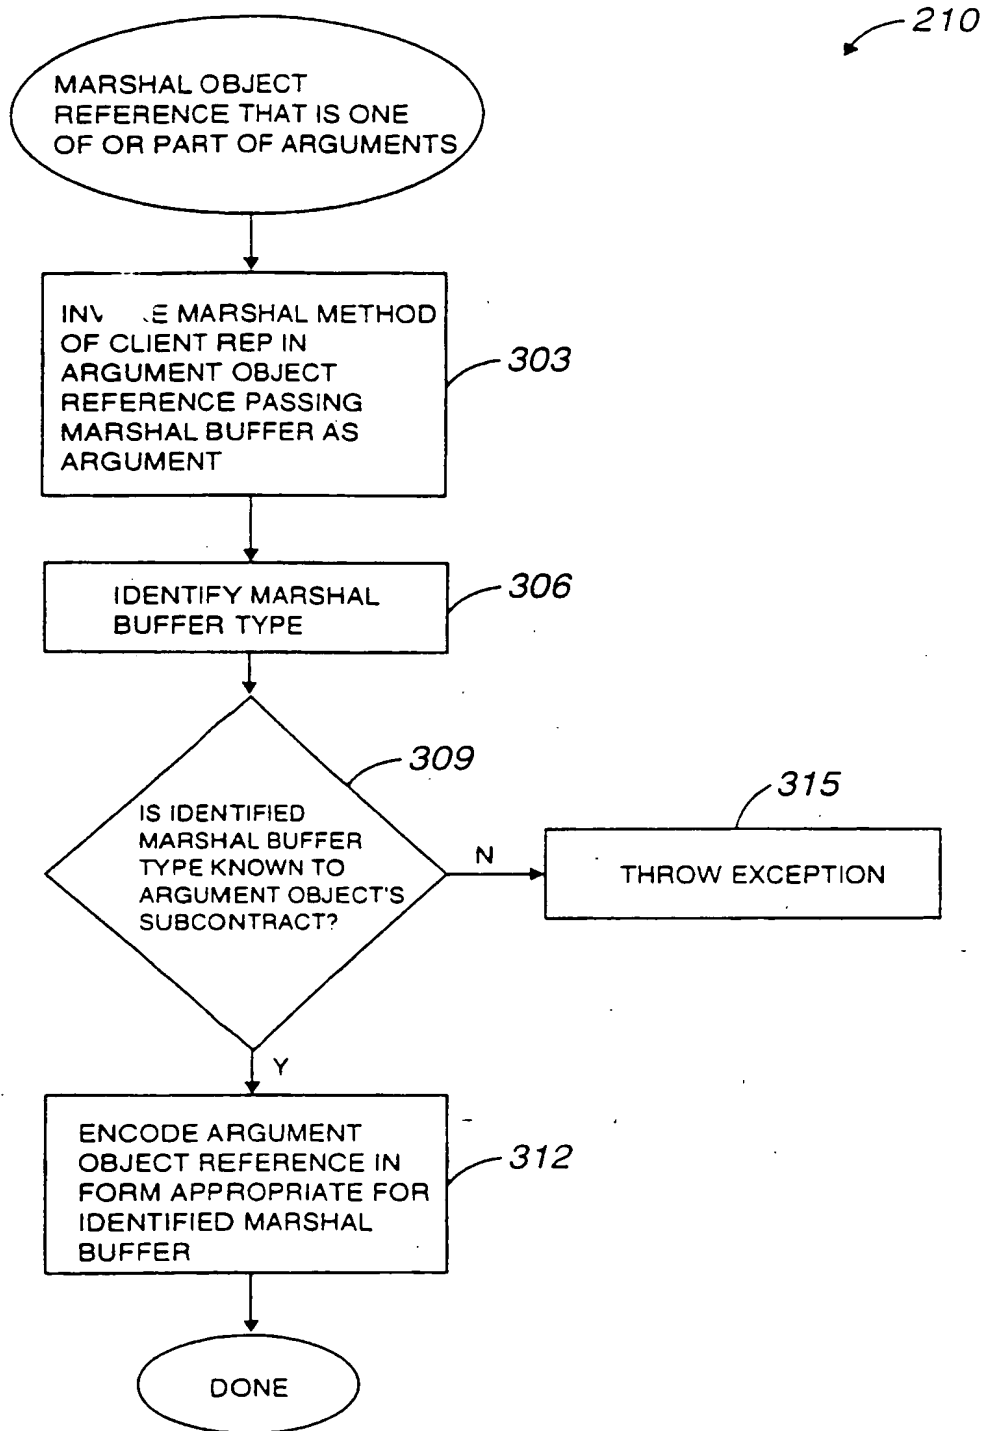 210
MARSHAL OBJECT
REFERENCE THAT IS ONE
OF OR PART OF ARGUMENTS
MARSHAL METHOD
OF CLIENT REP IN
ARGUMENT OBJECT
REFERENCE PASSING
MARSHAL BUFFER AS
ARGUMENT
303
IDENTIFY MARSHAL
BUFFER TYPE
306
309
IS IDENTIFIED
MARSHAL BUFFER
TYPE KNOWN TO
ARGUMENT OBJECT'S
SUBCONTRACT?
N
315
THROW EXCEPTION
Y
ENCODE ARGUMENT
OBJECT REFERENCE IN
FORM APPROPRIATE FOR
IDENTIFIED MARSHAL
BUFFER
312
DONE